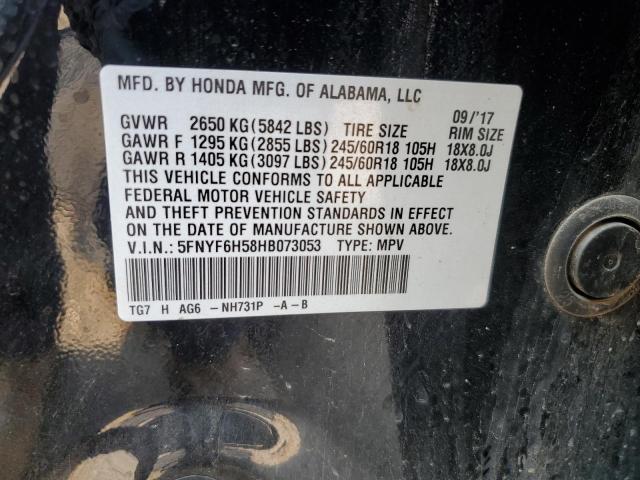 MFD. BY HONDA MFG. OF ALABAMA, LLC
09/'17
GVWR 2650 KG (5842 LBS) TIRE SIZE RIM SIZE
GAWR F 1295 KG (2855 LBS) 245/60R18 105H 18X8.0J
GAWR R 1405 KG (3097 LBS) 245/60R18 105H 18X8.0J
THIS VEHICLE CONFORMS TO ALL APPLICABLE
FEDERAL MOTOR VEHICLE SAFETY
AND THEFT PREVENTION STANDARDS IN EFFECT
ON THE DATE OF MANUFACTURE SHOWN ABOVE.
V.I.N.: 5FNYF6H58HB073053 TYPE: MPV
TG7 H AG6 -NH731P -A-B